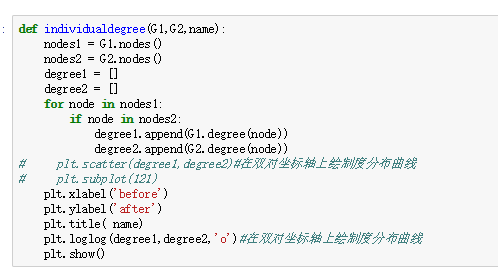 : def individualdegree(G1,G2,name):
    nodes1 = G1.nodes()
    nodes2 = G2.nodes()
    degree1 = []
    degree2 = []
    for node in nodes1:
        if node in nodes2:
            degree1.append(G1.degree(node))
            degree2.append(G2.degree(node))
#     plt.scatter(degree1,degree2)#在双对坐标轴上绘制度分布曲线
#     plt.subplot(121)
    plt.xlabel('before')
    plt.ylabel('after')
    plt.title( name)
    plt.loglog(degree1,degree2,'o')#在双对坐标轴上绘制度分布曲线
    plt.show()